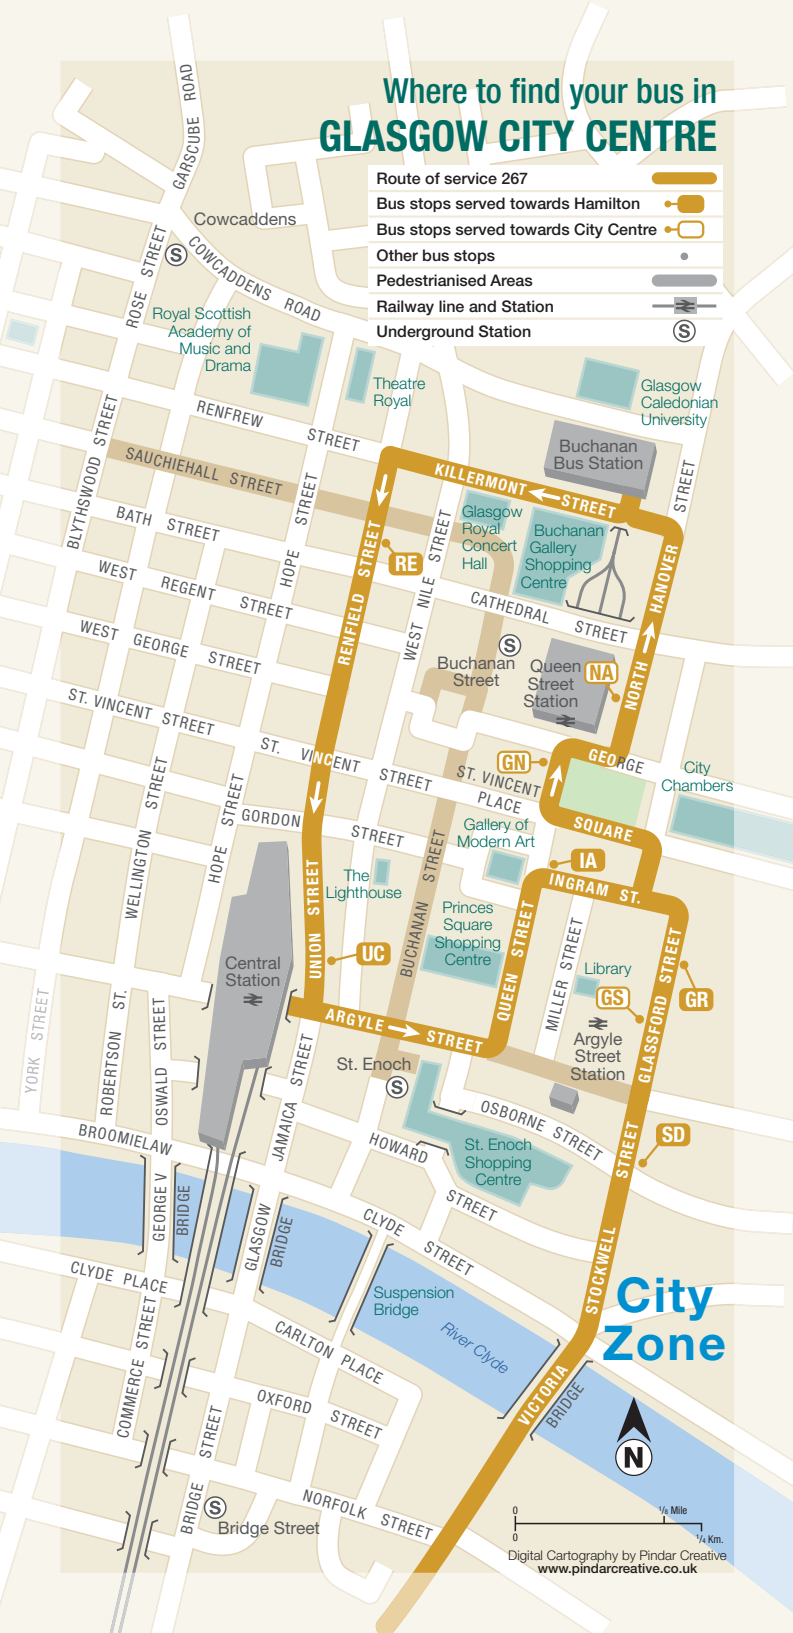 Where to find your bus in
GLASGOW CITY CENTRE
Route of service 267
Bus stops served towards Hamilton
Bus stops served towards City Centre
Other bus stops
Pedestrianised Areas
Railway line and Station
Underground Station
S
GARSCUBE ROAD
Cowcaddens
S
ROSE STREET
COWCADDENS ROAD
Royal Scottish
Academy of
Music and
Drama
Theatre
Royal
Glasgow
Caledonian
University
BLYTHSWOOD STREET
RENFREW STREET
Buchanan
Bus Station
SAUCHIEHALL STREET
KILLERMONT STREET
STREET
Glasgow
Royal
Concert
Hall
Buchanan
Gallery
Shopping
Centre
BATH STREET
HOPE STREET
RENFIELD STREET
RE
WEST NILE STREET
NORTH HANOVER
WEST REGENT STREET
CATHEDRAL STREET
WEST GEORGE STREET
S
Buchanan
Street
Queen
Street
Station
NA
ST. VINCENT STREET
ST. VINCENT STREET
ST. VINCENT
PLACE
GN
GEORGE
SQUARE
City
Chambers
WELLINGTON STREET
HOPE STREET
GORDON STREET
Gallery of
Modern Art
IA
INGRAM ST.
The
Lighthouse
UNION STREET
BUCHANAN STREET
Princes
Square
Shopping
Centre
QUEEN STREET
MILLER STREET
UC
Central
Station
Library
GS
GLASSFORD STREET
GR
YORK STREET
ROBERTSON ST.
OSWALD STREET
ARGYLE STREET
Argyle
Street
Station
JAMAICA STREET
St. Enoch
S
OSBORNE STREET
BROOMIELAW
HOWARD STREET
St. Enoch
Shopping
Centre
SD
STOCKWELL STREET
GEORGE V
BRIDGE
GLASGOW
BRIDGE
CLYDE STREET
CLYDE PLACE
Suspension
Bridge
River Clyde
City
Zone
COMMERCE STREET
CARLTON PLACE
VICTORIA
BRIDGE
OXFORD STREET
BRIDGE STREET
N
S
Bridge Street
NORFOLK STREET
0 1/8 Mile
0 1/4 Km.
Digital Cartography by Pindar Creative
www.pindarcreative.co.uk